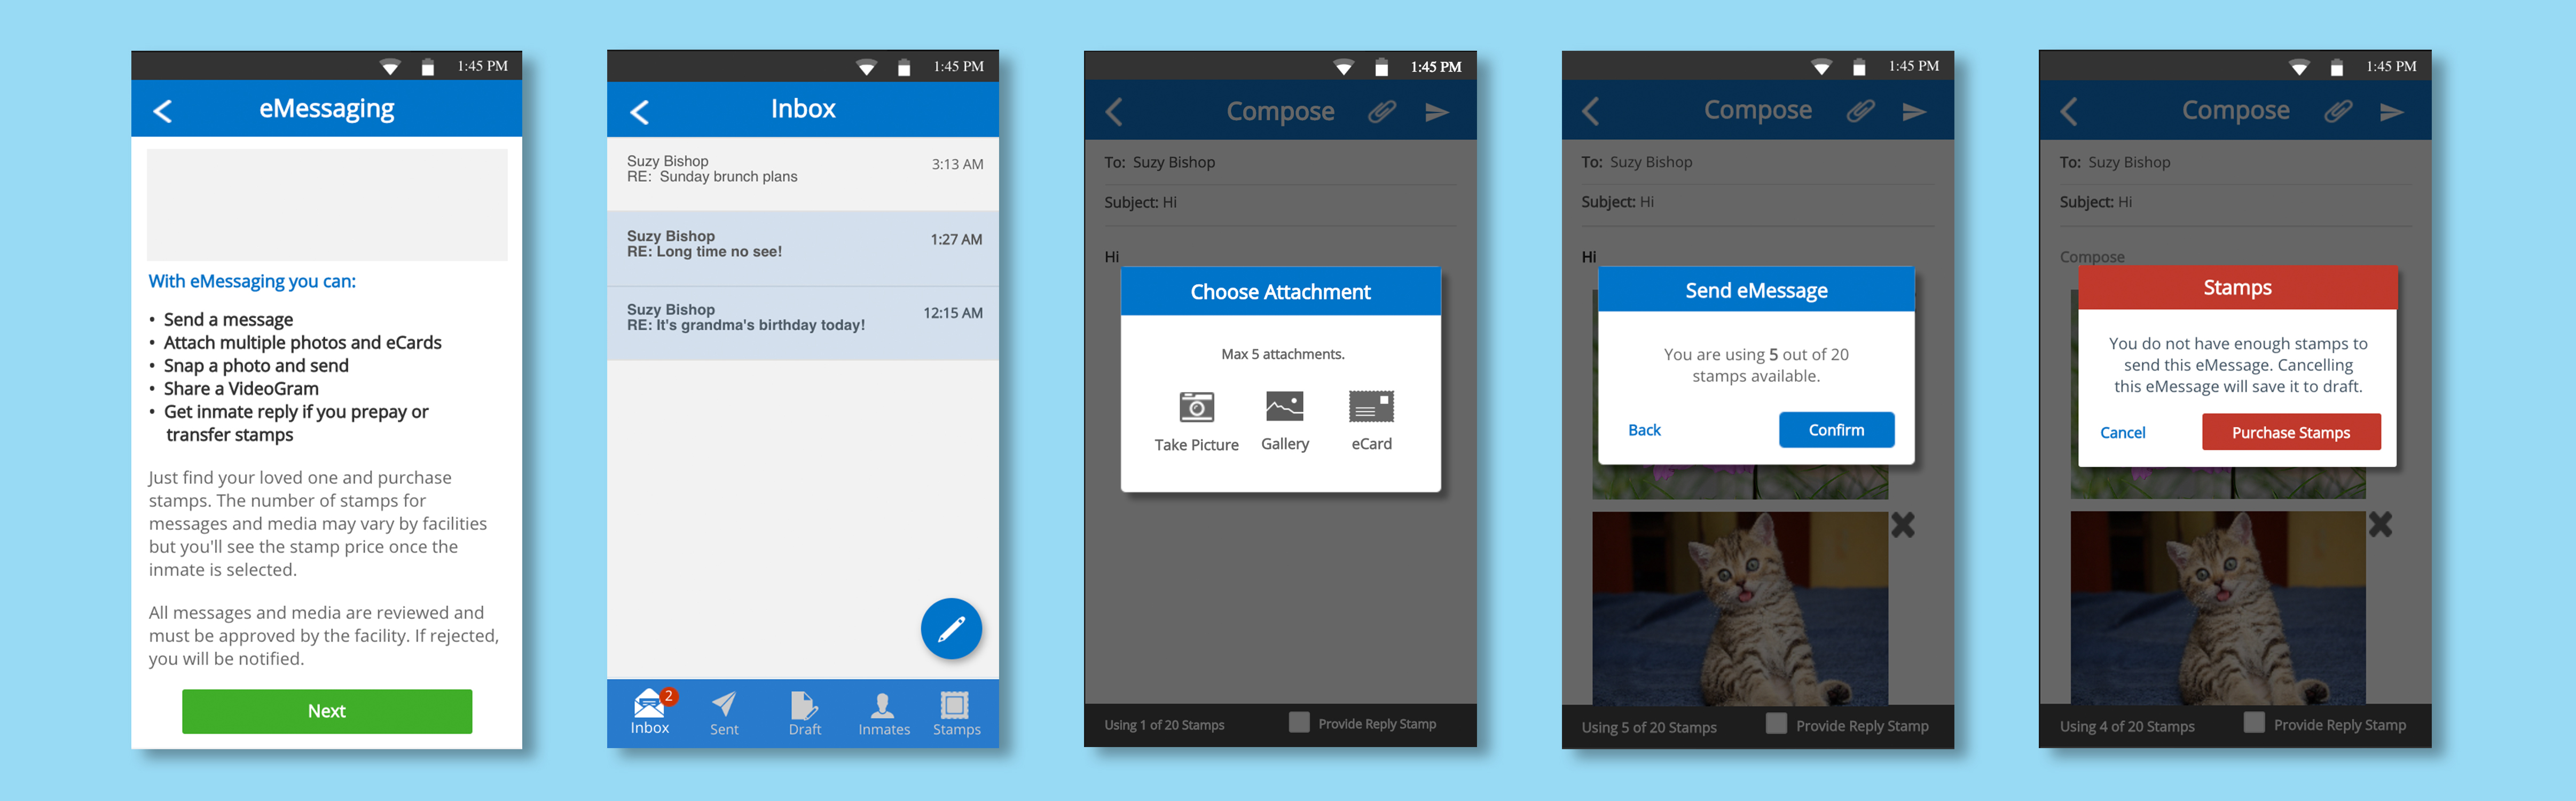 1:45 PM
eMessaging
With eMessaging you can:
• Send a message
• Attach multiple photos and eCards
• Snap a photo and send
• Share a VideoGram
• Get inmate reply if you prepay or
transfer stamps
Just find your loved one and purchase
stamps. The number of stamps for
messages and media may vary by facilities
but you'll see the stamp price once the
inmate is selected.
All messages and media are reviewed and
must be approved by the facility. If rejected,
you will be notified.
Next
1:45 PM
Inbox
Suzy Bishop
3:13 AM
RE: Sunday brunch plans
Suzy Bishop
1:27 AM
RE: Long time no see!
Suzy Bishop
12:15 AM
RE: It's grandma's birthday today!
2
Inbox
Sent
Draft
Inmates
Stamps
1:45 PM
Compose
To: Suzy Bishop
Subject: Hi
Hi
Choose Attachment
Max 5 attachments.
Take Picture
Gallery
eCard
Using 1 of 20 Stamps
Provide Reply Stamp
1:45 PM
Compose
To: Suzy Bishop
Subject: Hi
Hi
Send eMessage
You are using 5 out of 20
stamps available.
Back
Confirm
Using 5 of 20 Stamps
Provide Reply Stamp
1:45 PM
Compose
To: Suzy Bishop
Subject: Hi
Compose
Stamps
You do not have enough stamps to
send this eMessage. Cancelling
this eMessage will save it to draft.
Cancel
Purchase Stamps
Using 4 of 20 Stamps
Provide Reply Stamp